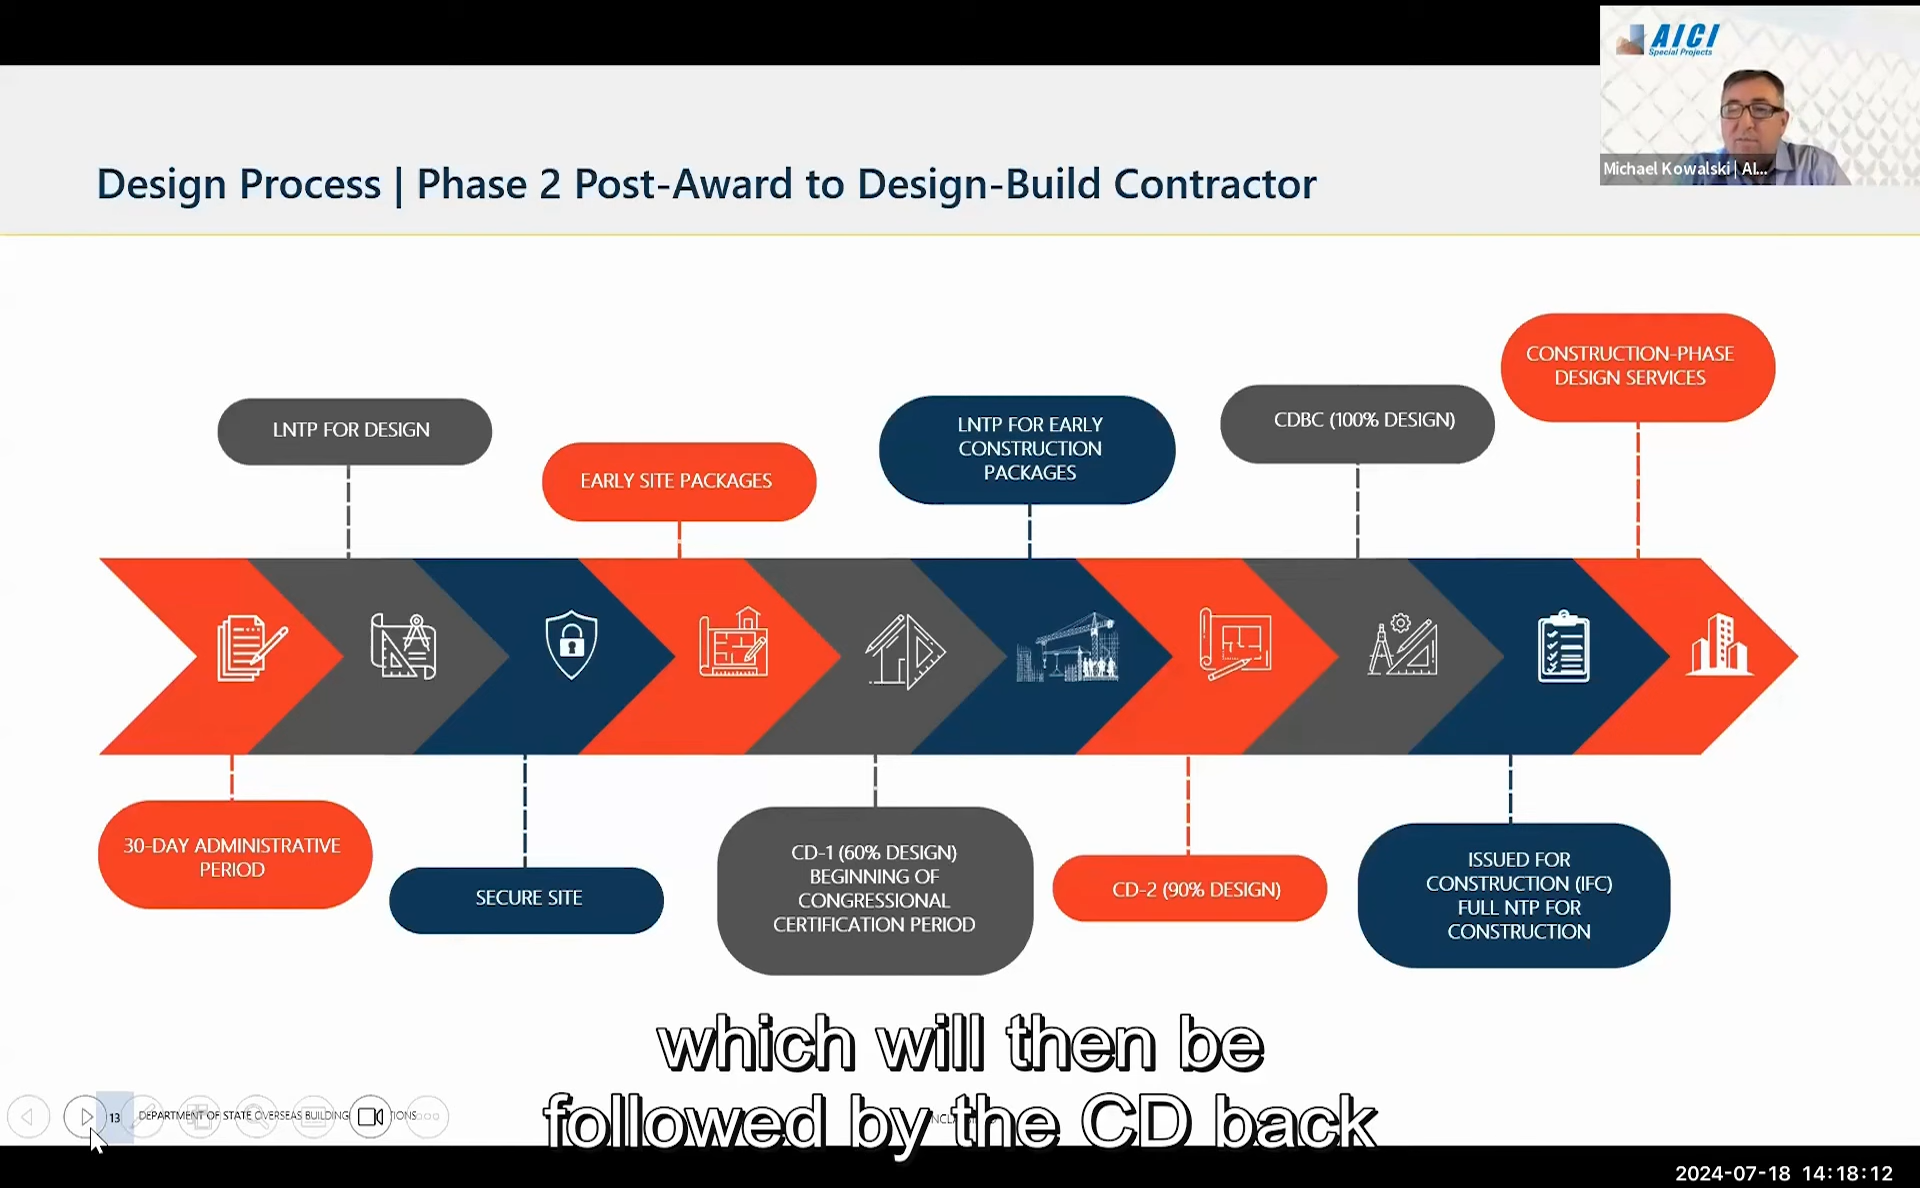 AICI
Special Projects
Michael Kowalski | AI...
Design Process | Phase 2 Post-Award to Design-Build Contractor
CONSTRUCTION-PHASE
DESIGN SERVICES
LNTP FOR DESIGN
EARLY SITE PACKAGES
LNTP FOR EARLY
CONSTRUCTION
PACKAGES
CDBC (100% DESIGN)
30-DAY ADMINISTRATIVE
PERIOD
SECURE SITE
CD-1 (60% DESIGN)
BEGINNING OF
CONGRESSIONAL
CERTIFICATION PERIOD
CD-2 (90% DESIGN)
ISSUED FOR
CONSTRUCTION (IFC)
FULL NTP FOR
CONSTRUCTION
which will then be
followed by the CD back
13
DEPARTMENT OF STATE OVERSEAS BUILDING
2024-07-18 14:18:12